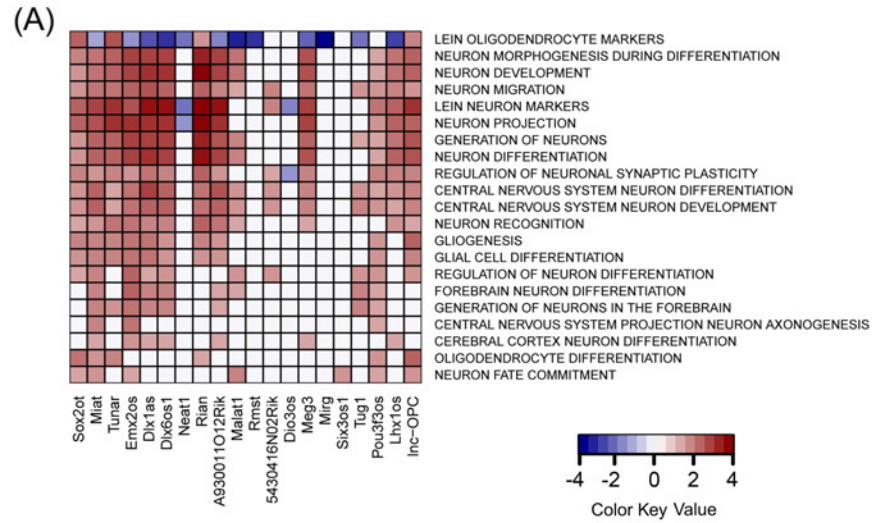 (A)
LEIN OLIGODENDROCYTE MARKERS
NEURON MORPHOGENESIS DURING DIFFERENTIATION
NEURON DEVELOPMENT
NEURON MIGRATION
LEIN NEURON MARKERS
NEURON PROJECTION
GENERATION OF NEURONS
NEURON DIFFERENTIATION
REGULATION OF NEURONAL SYNAPTIC PLASTICITY
CENTRAL NERVOUS SYSTEM NEURON DIFFERENTIATION
CENTRAL NERVOUS SYSTEM NEURON DEVELOPMENT
NEURON RECOGNITION
GLIOGENESIS
GLIAL CELL DIFFERENTIATION
REGULATION OF NEURON DIFFERENTIATION
FOREBRAIN NEURON DIFFERENTIATION
GENERATION OF NEURONS IN THE FOREBRAIN
CENTRAL NERVOUS SYSTEM PROJECTION NEURON AXONOGENESIS
CEREBRAL CORTEX NEURON DIFFERENTIATION
OLIGODENDROCYTE DIFFERENTIATION
NEURON FATE COMMITMENT
Sox2ot
Miat
Tunar
Emx2os
Dlx1as
Dlx6os1
Neat1
Rian
A930011O12Rik
Malat1
Rmst
5430416N02Rik
Dio3os
Meg3
Mirg
Six3os1
Tug1
Pou3f3os
Lhx1os
lnc-OPC
-4 -2 0 2 4
Color Key Value